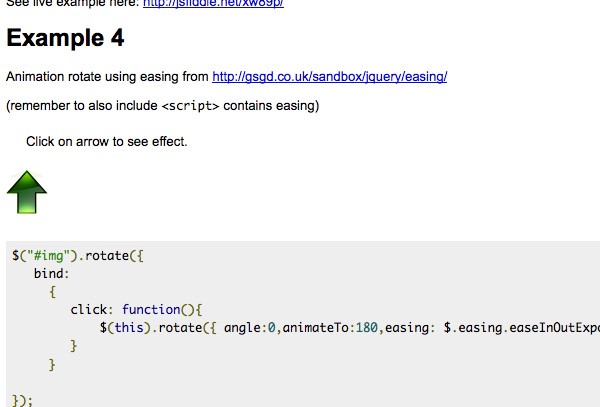 See live example here: http://jsfiddle.net/xw89p/
Example 4
Animation rotate using easing from http://gsgd.co.uk/sandbox/jquery/easing/
(remember to also include <script> contains easing)
Click on arrow to see effect.
$("#img").rotate({
bind:
{
click: function(){
$(this).rotate({ angle:0,animateTo:180,easing: $.easing.easeInOutExpo
}
}
});